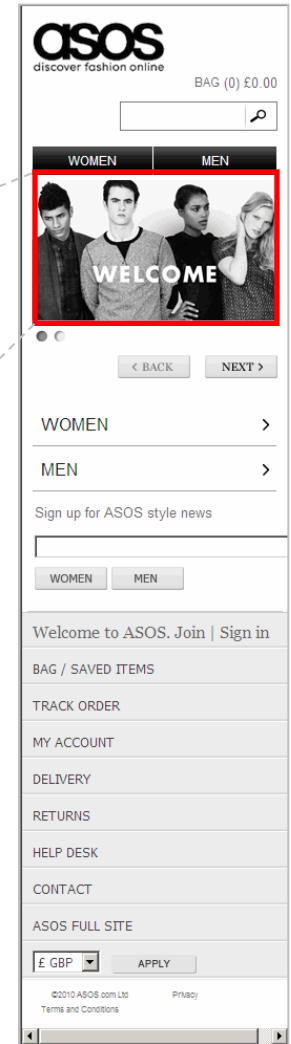 asos
discover fashion online
BAG (0) £0.00
WOMEN MEN
WELCOME
< BACK NEXT >
WOMEN >
MEN >
Sign up for ASOS style news
WOMEN MEN
Welcome to ASOS. Join | Sign in
BAG / SAVED ITEMS
TRACK ORDER
MY ACCOUNT
DELIVERY
RETURNS
HELP DESK
CONTACT
ASOS FULL SITE
£ GBP APPLY
©2010 ASOS.com Ltd Privacy
Terms and Conditions